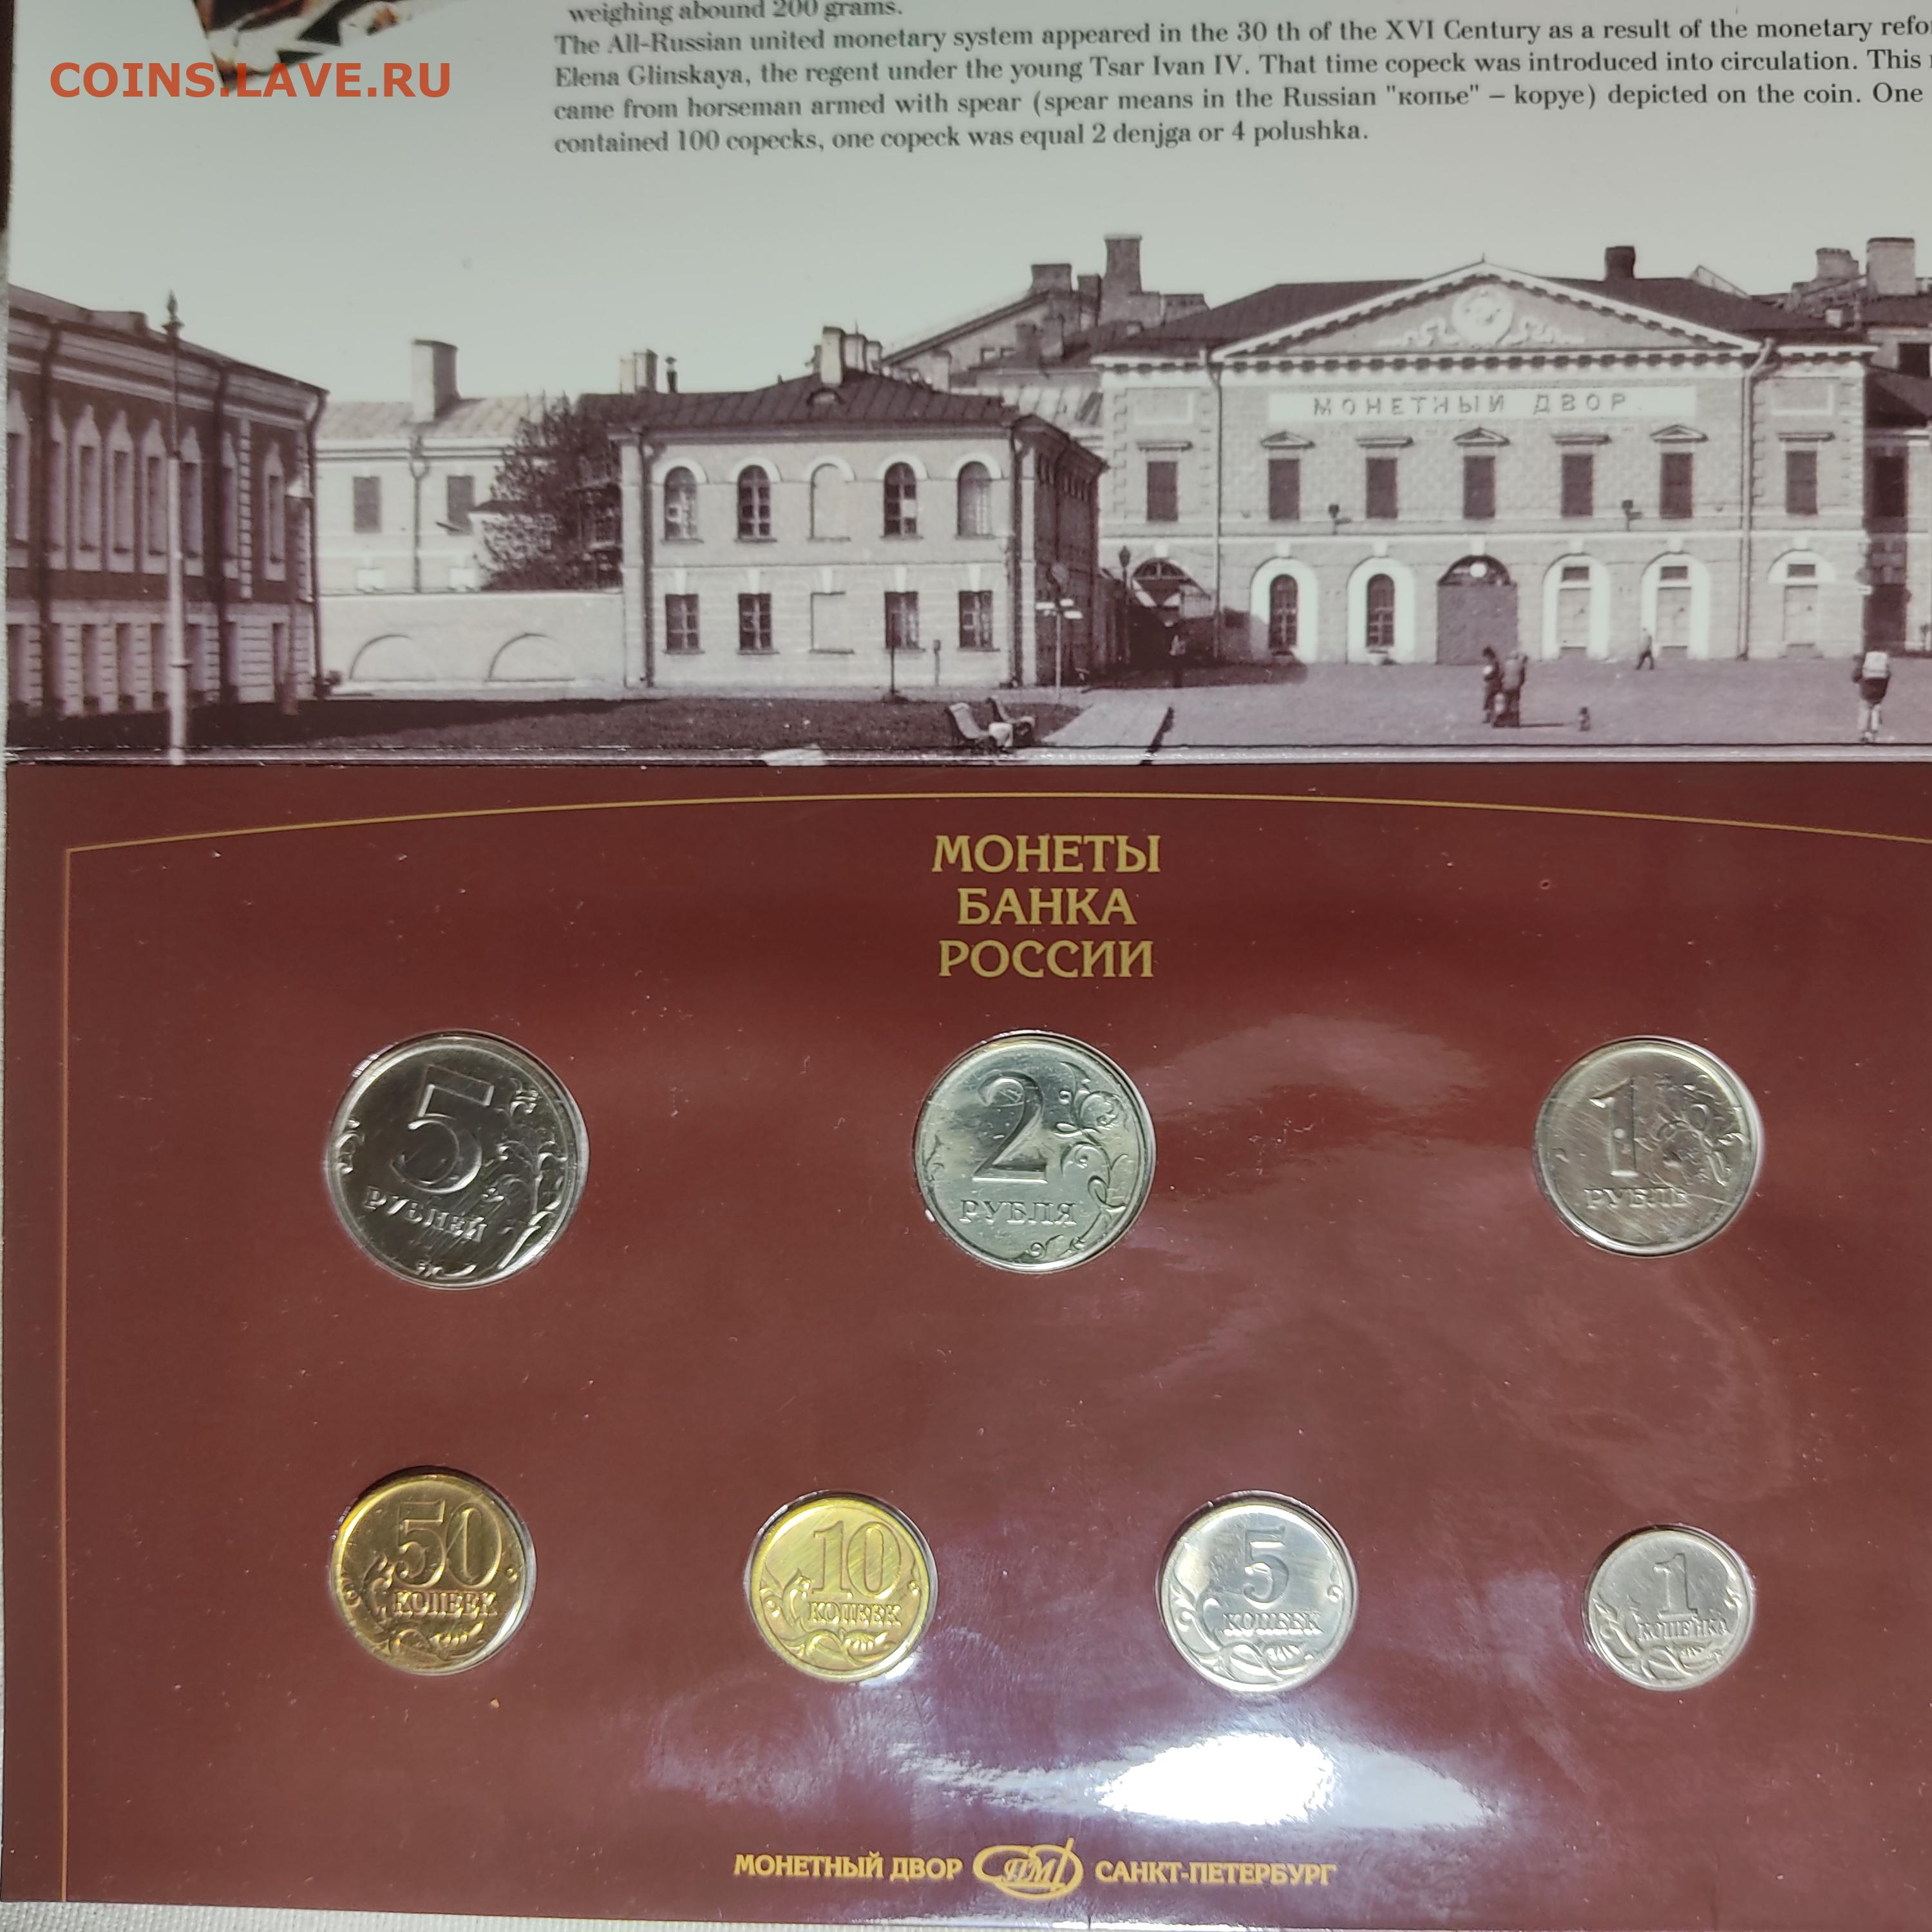 weighing abound 200 grams.
The All-Russian united monetary system appeared in the 30 th of the XVI Century as a result of the monetary refo
Elena Glinskaya, the regent under the young Tsar Ivan IV. That time copeck was introduced into circulation. This
came from horseman armed with spear (spear means in the Russian "копье" – kopye) depicted on the coin. One
contained 100 copecks, one copeck was equal 2 denjga or 4 polushka.
COINS.LAVE.RU
МОНЕТНЫЙ ДВОР
МОНЕТЫ
БАНКА
РОССИИ
5
РУБЛЕЙ
2
РУБЛЯ
1
РУБЛЬ
50
КОПЕЕК
10
КОПЕЕК
5
КОПЕЕК
1
КОПЕЙКА
МОНЕТНЫЙ ДВОР СПМД САНКТ-ПЕТЕРБУРГ